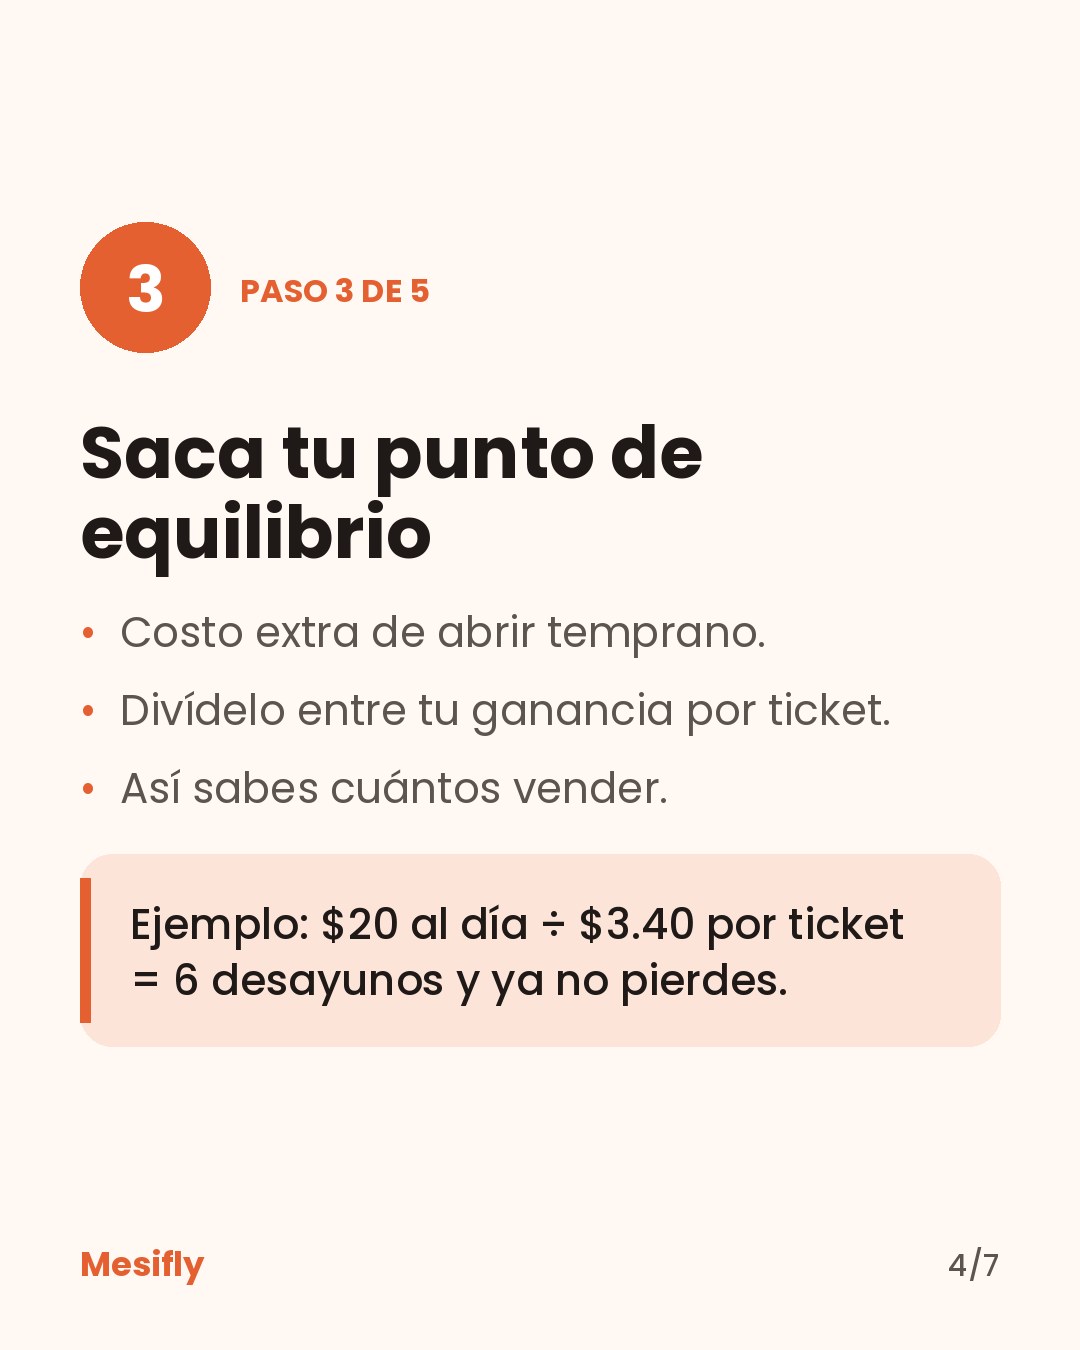 3
PASO 3 DE 5
Saca tu punto de
equilibrio
• Costo extra de abrir temprano.
• Divídelo entre tu ganancia por ticket.
• Así sabes cuántos vender.
Ejemplo: $20 al día ÷ $3.40 por ticket
= 6 desayunos y ya no pierdes.
Mesifly
4/7